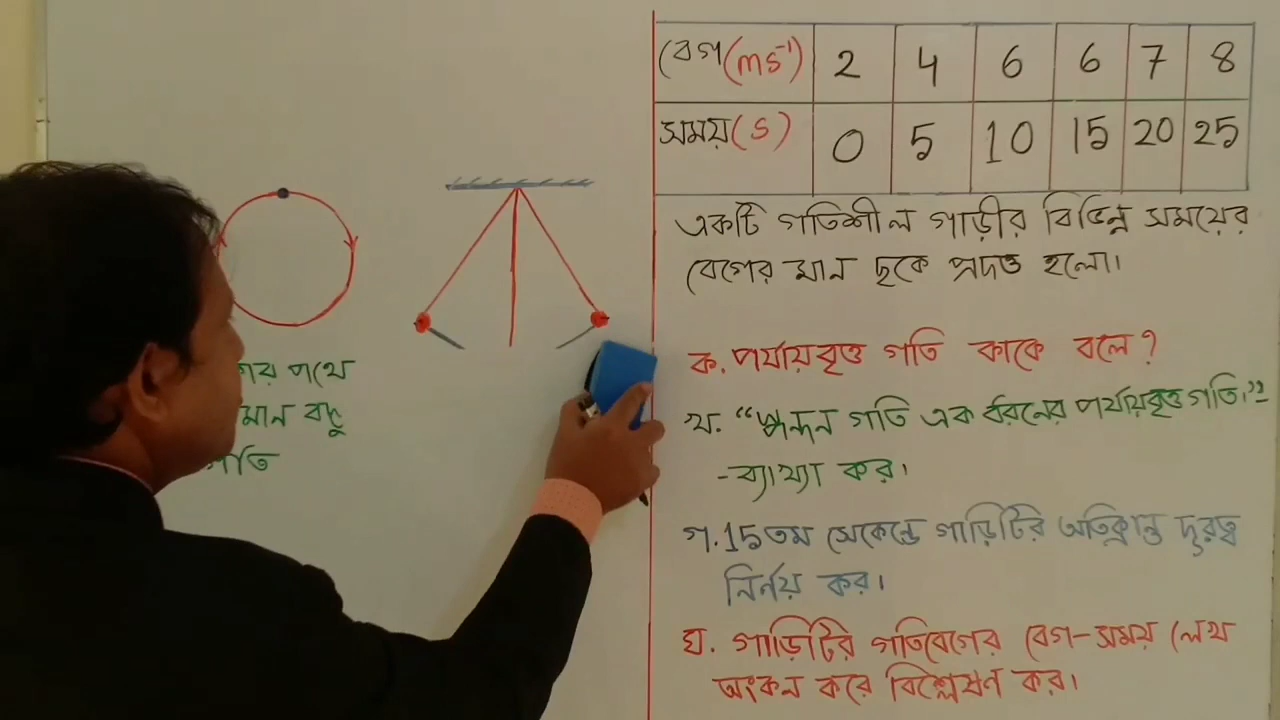 বেগ(ms⁻¹) 2 4 6 6 7 8
সময়(s) 0 5 10 15 20 25
একটি গতিশীল গাড়ীর বিভিন্ন সময়ের
বেগের মান ছকে প্রদত্ত হলো।
ক. পর্যায়বৃত্ত গতি কাকে বলে?
খ. “স্পন্দন গতি এক ধরনের পর্যায়বৃত্ত গতি।”
-ব্যাখ্যা কর।
গ. 15তম সেকেন্ডে গাড়িটির অতিক্রান্ত দূরত্ব
নির্ণয় কর।
ঘ. গাড়িটির গতিবেগের বেগ-সময় লেখ
অংকন করে বিশ্লেষণ কর।
পথে
মান
গতি